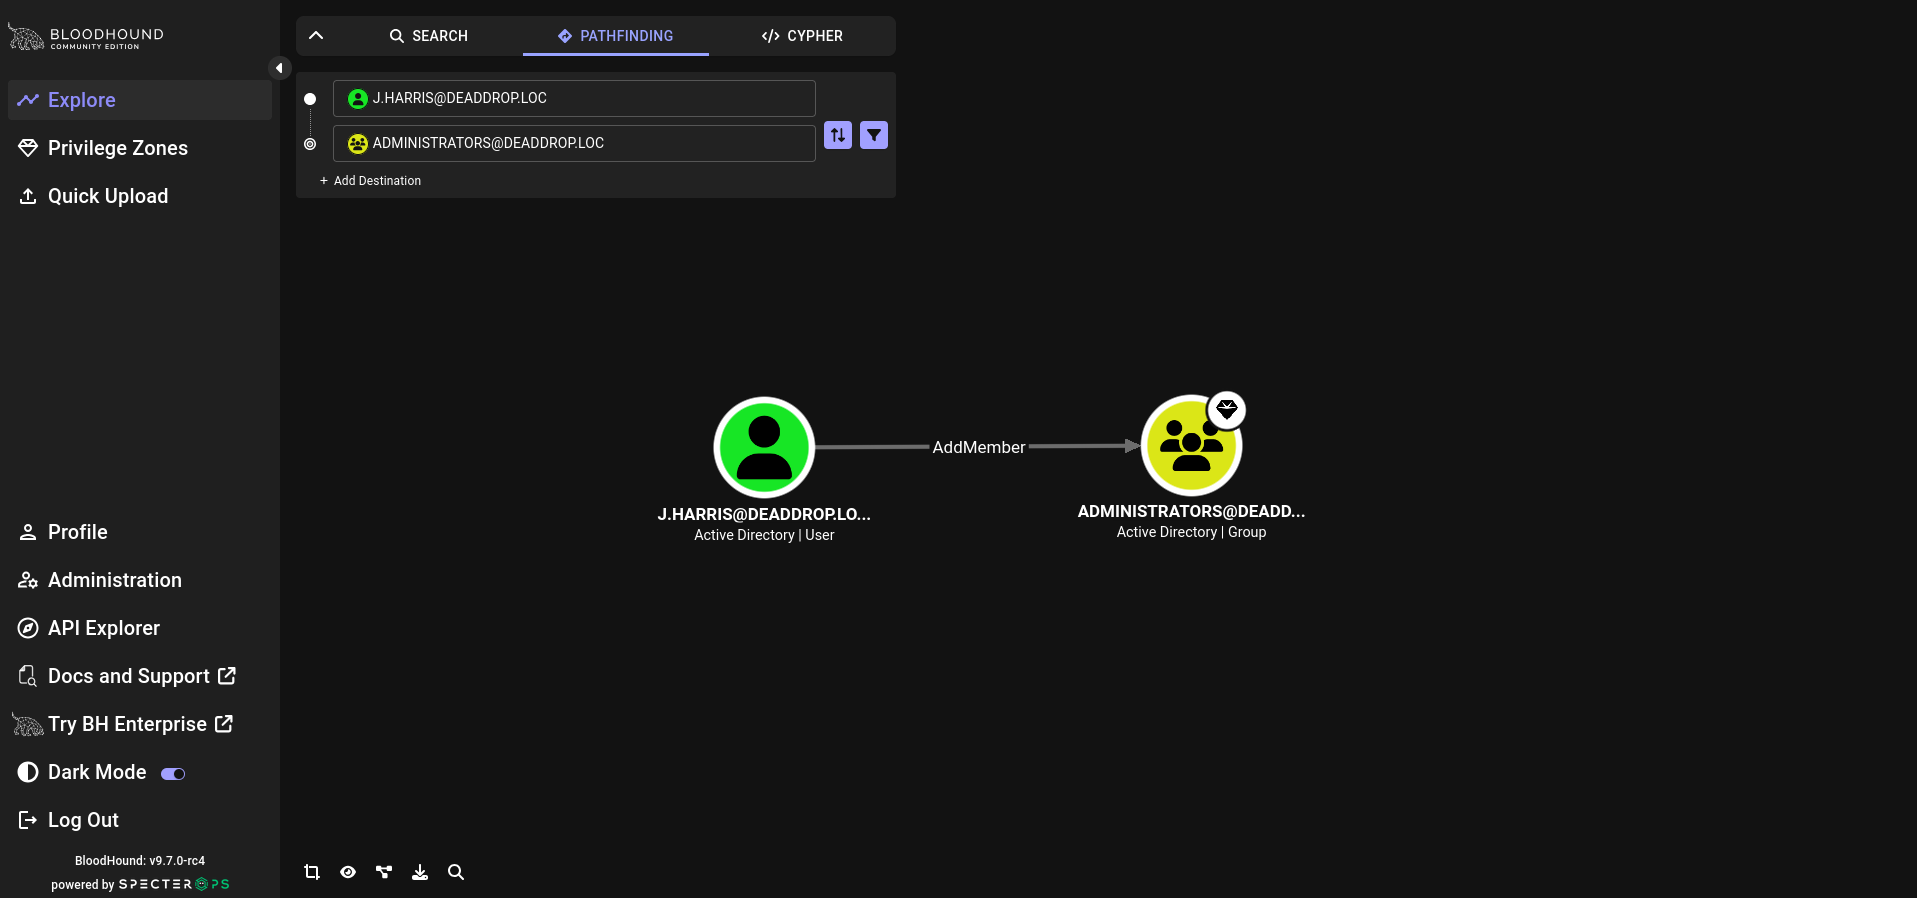 BLOODHOUND
COMMUNITY EDITION
Explore
Privilege Zones
Quick Upload
Profile
Administration
API Explorer
Docs and Support
Try BH Enterprise
Dark Mode
Log Out
BloodHound: v9.7.0-rc4
powered by SPECTEROPS
SEARCH
PATHFINDING
</> CYPHER
J.HARRIS@DEADDROP.LOC
ADMINISTRATORS@DEADDROP.LOC
+ Add Destination
AddMember
J.HARRIS@DEADDROP.LO...
Active Directory | User
ADMINISTRATORS@DEADD...
Active Directory | Group